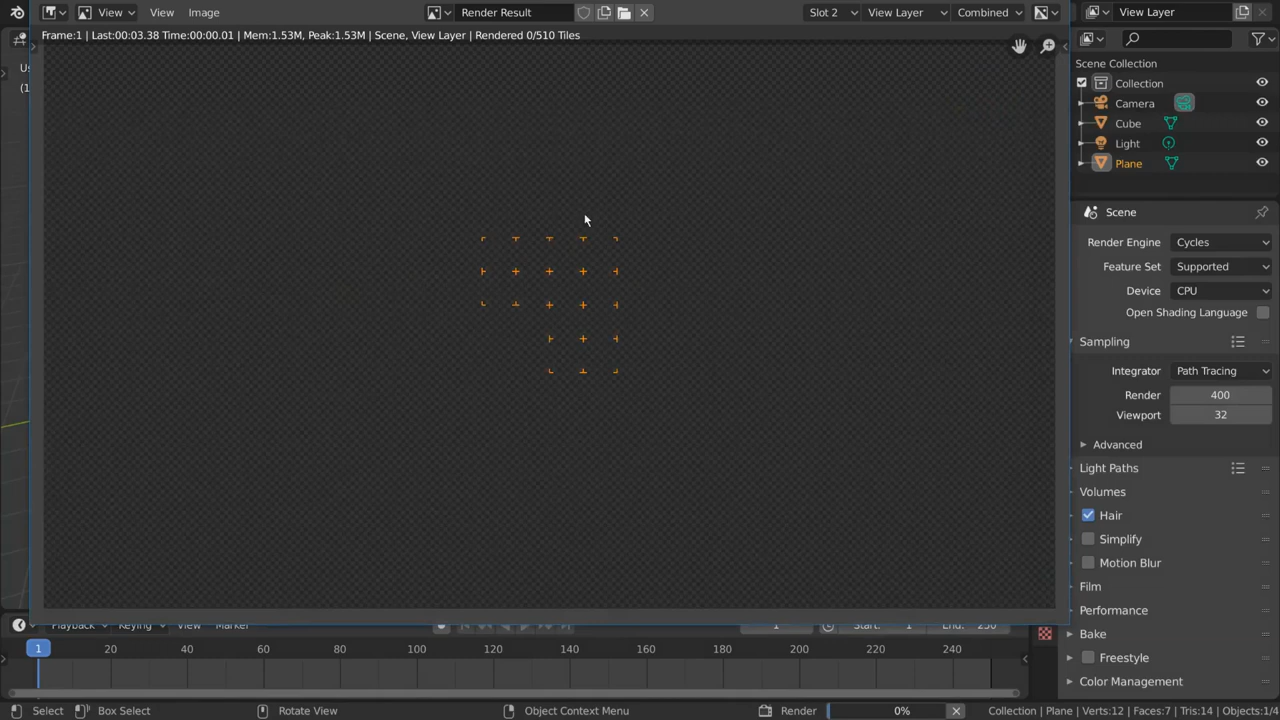 View View Image Render Result Slot 2 View Layer Combined View Layer
Frame:1 | Last:00:03.38 Time:00:00.01 | Mem:1.53M, Peak:1.53M | Scene, View Layer | Rendered 0/510 Tiles
Scene Collection
Collection
Camera
Cube
Light
Plane
Scene
Render Engine Cycles
Feature Set Supported
Device CPU
Open Shading Language
Sampling
Integrator Path Tracing
Render 400
Viewport 32
Advanced
Light Paths
Volumes
Hair
Simplify
Motion Blur
Film
Performance
Bake
Freestyle
Color Management
Playback Keying View Marker 1 Start: 1 End: 250
1 20 40 60 80 100 120 140 160 180 200 220 240
Select Box Select Rotate View Object Context Menu Render 0% Collection | Plane | Verts:12 | Faces:7 | Tris:14 | Objects:1/4